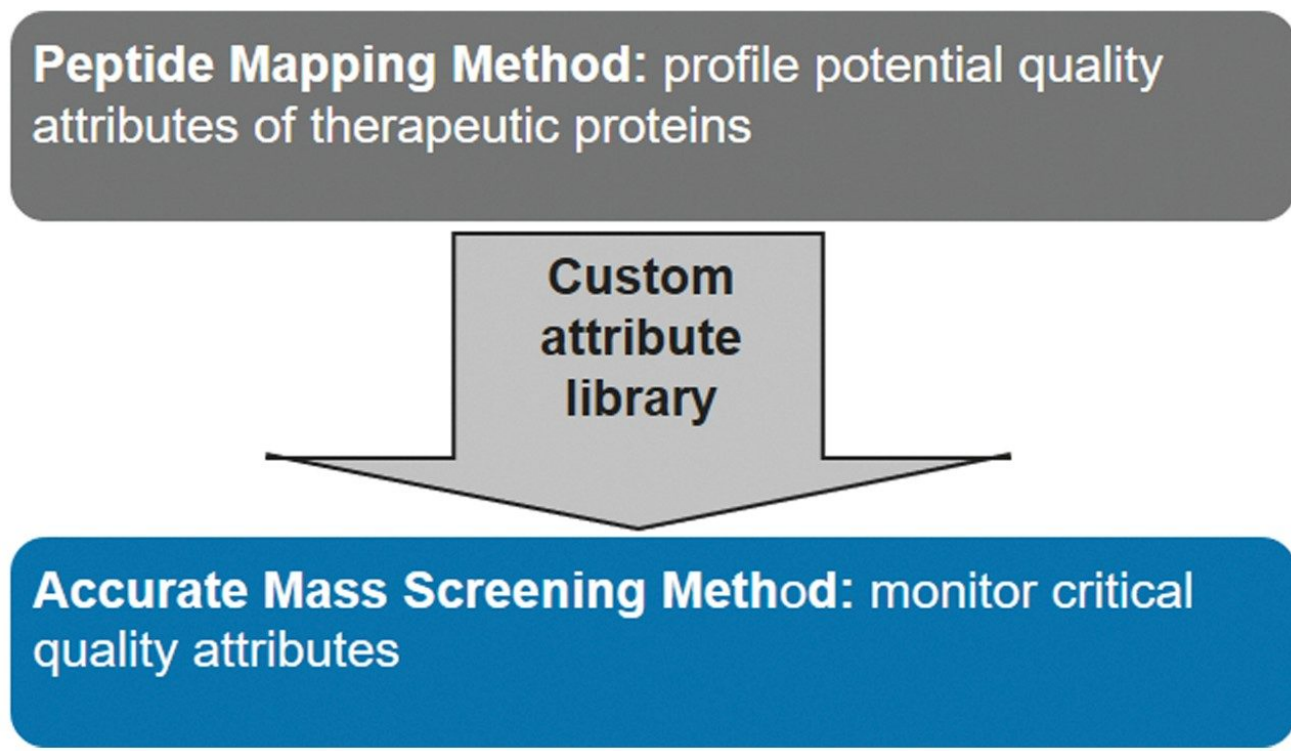 Peptide Mapping Method: profile potential quality
attributes of therapeutic proteins
Custom
attribute
library
Accurate Mass Screening Method: monitor critical
quality attributes